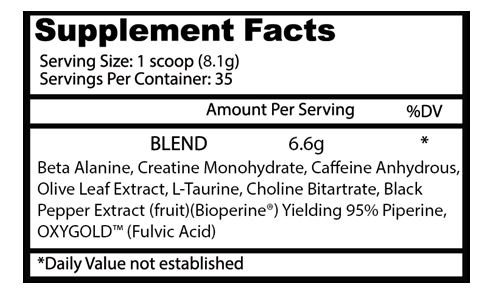 Supplement Facts
Serving Size: 1 scoop (8.1g)
Servings Per Container: 35
Amount Per Serving %DV
BLEND 6.6g *
Beta Alanine, Creatine Monohydrate, Caffeine Anhydrous,
Olive Leaf Extract, L-Taurine, Choline Bitartrate, Black
Pepper Extract (fruit)(Bioperine®) Yielding 95% Piperine,
OXYGOLD™ (Fulvic Acid)
*Daily Value not established